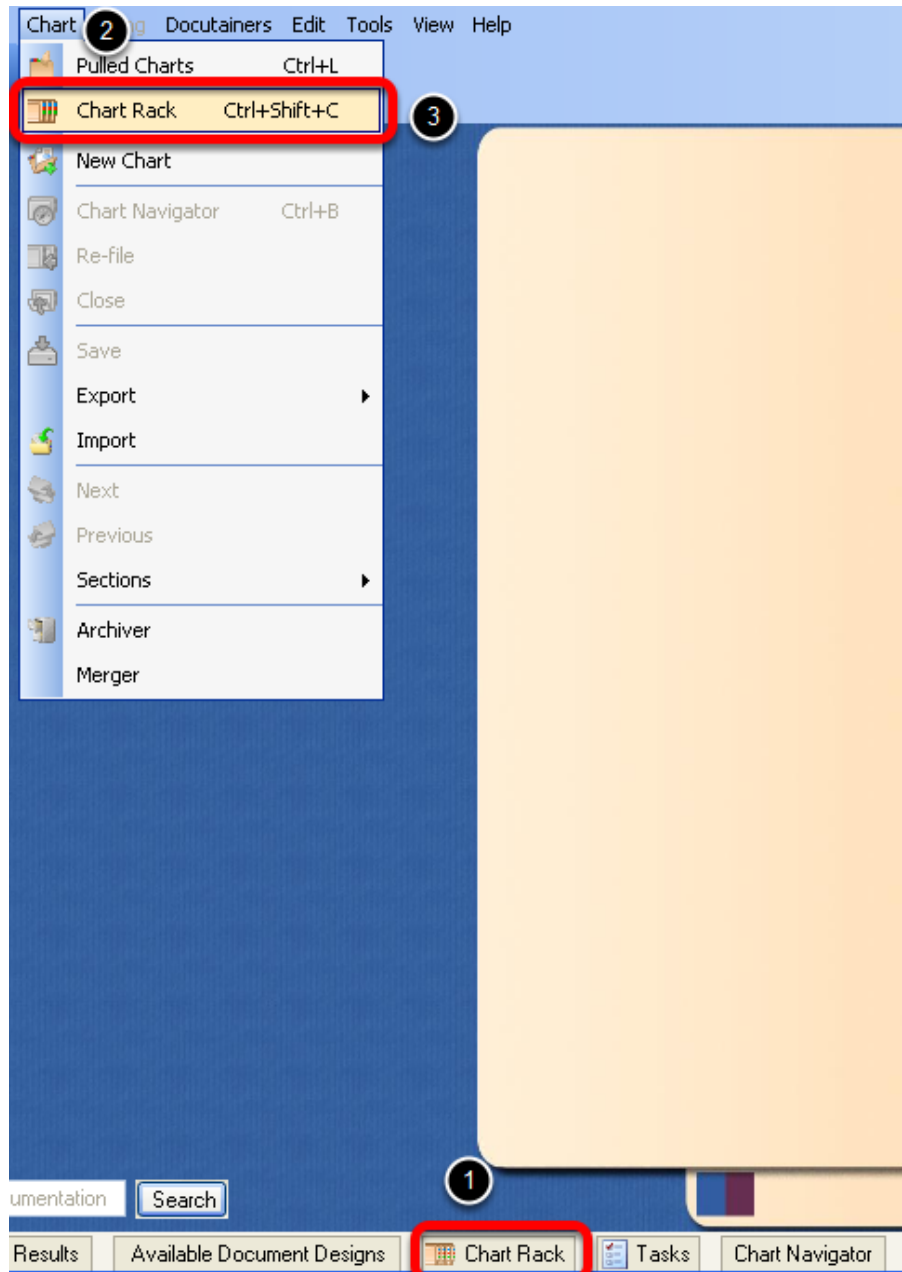 Chart 2 g Docutainers Edit Tools View Help
Pulled Charts Ctrl+L
Chart Rack Ctrl+Shift+C 3
New Chart
Chart Navigator Ctrl+B
Re-file
Close
Save
Export
Import
Next
Previous
Sections
Archiver
Merger
1
umentation Search
Results Available Document Designs Chart Rack Tasks Chart Navigator